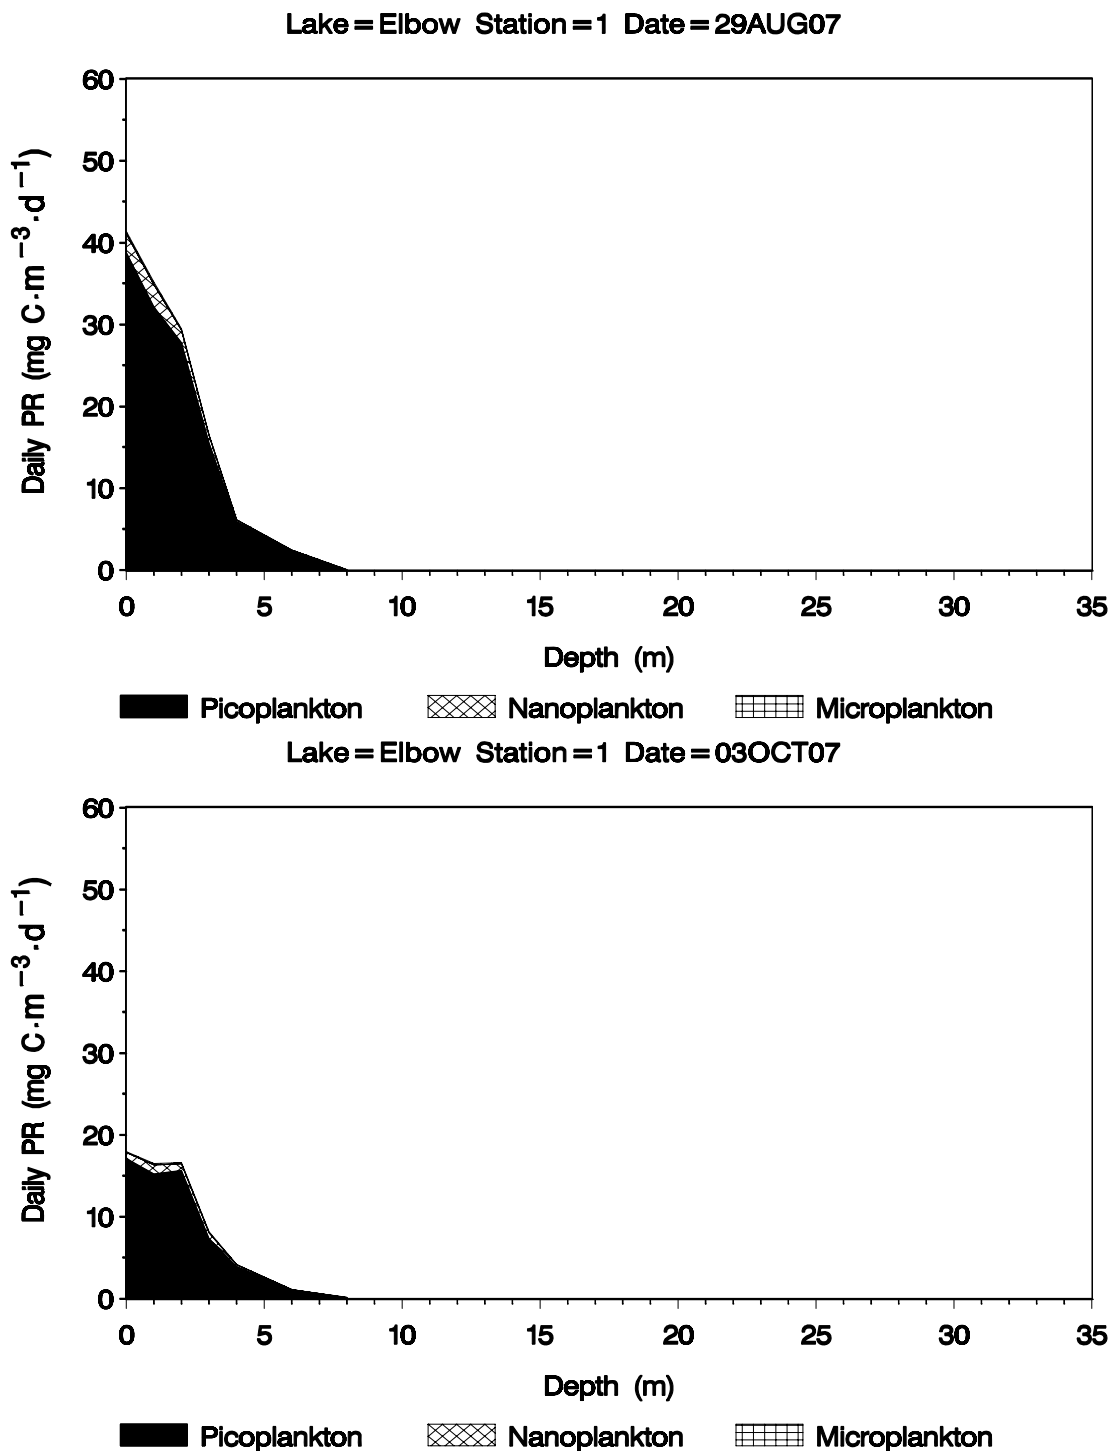 Lake=Elbow Station=1 Date=29AUG07
60
50
40
30
20
10
0
Daily PR (mg C·m⁻³·d⁻¹)
0 5 10 15 20 25 30 35
Depth (m)
Picoplankton Nanoplankton Microplankton
Lake=Elbow Station=1 Date=03OCT07
60
50
40
30
20
10
0
Daily PR (mg C·m⁻³·d⁻¹)
0 5 10 15 20 25 30 35
Depth (m)
Picoplankton Nanoplankton Microplankton